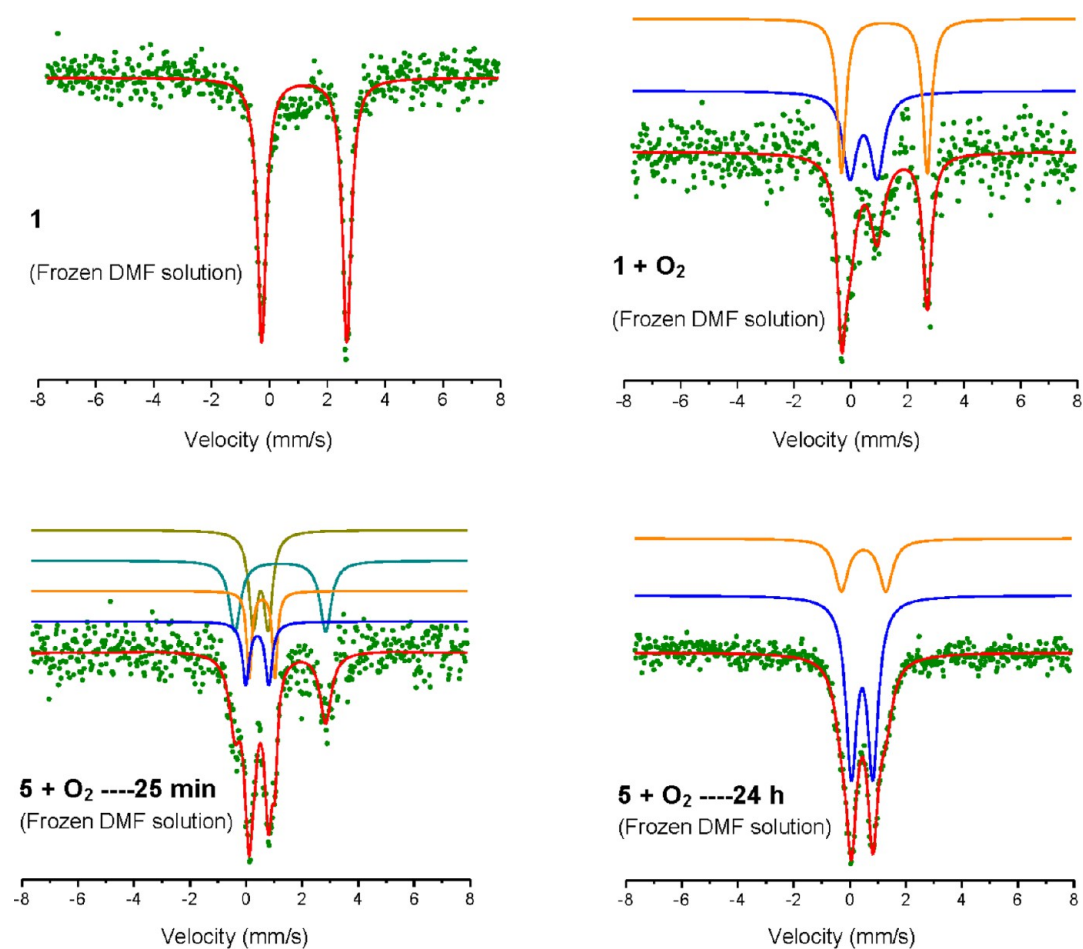 1
(Frozen DMF solution)
-8 -6 -4 -2 0 2 4 6 8
Velocity (mm/s)
1 + O₂
(Frozen DMF solution)
-8 -6 -4 -2 0 2 4 6 8
Velocity (mm/s)
5 + O₂ ----25 min
(Frozen DMF solution)
-8 -6 -4 -2 0 2 4 6 8
Velocity (mm/s)
5 + O₂ ----24 h
(Frozen DMF solution)
-8 -6 -4 -2 0 2 4 6 8
Velocity (mm/s)